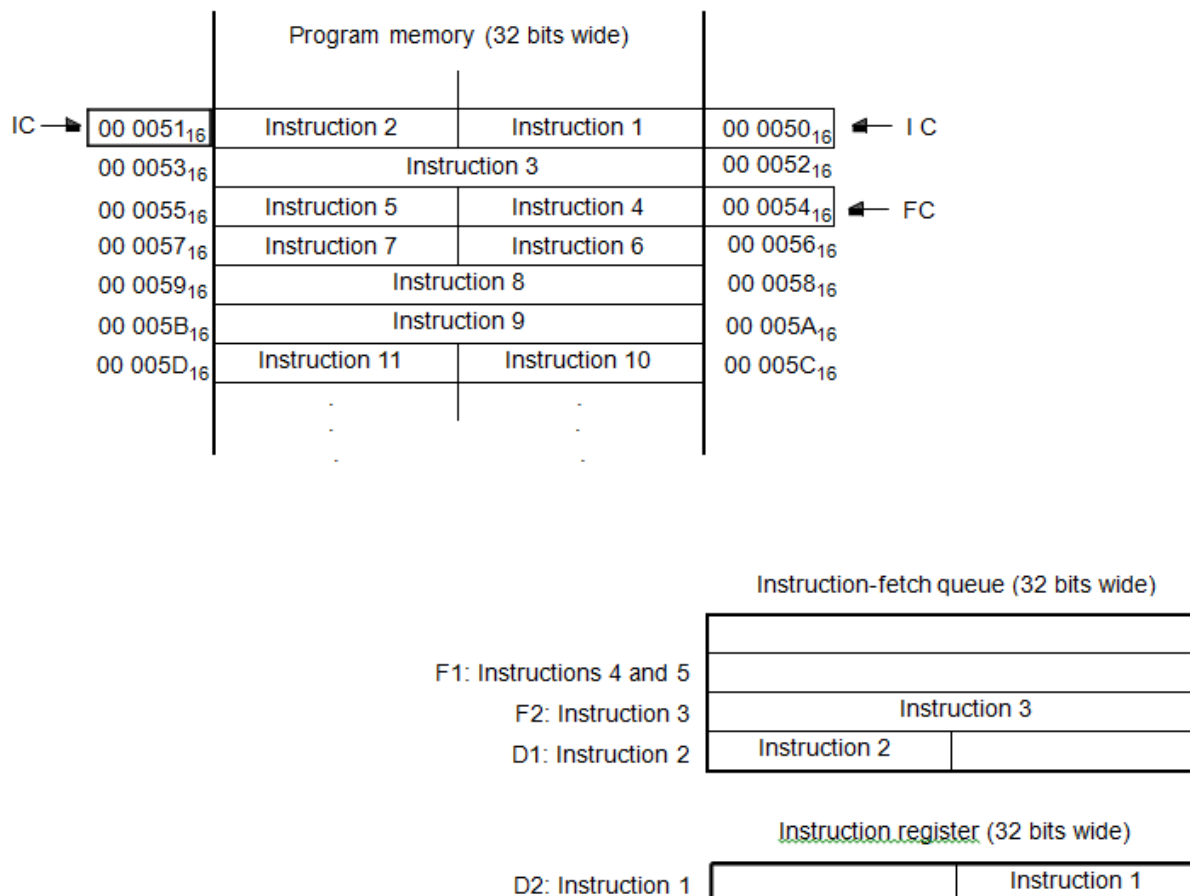 Program memory (32 bits wide)
IC 00 0051₁₆ Instruction 2 Instruction 1 00 0050₁₆ I C
00 0053₁₆ Instruction 3 00 0052₁₆
00 0055₁₆ Instruction 5 Instruction 4 00 0054₁₆ FC
00 0057₁₆ Instruction 7 Instruction 6 00 0056₁₆
00 0059₁₆ Instruction 8 00 0058₁₆
00 005B₁₆ Instruction 9 00 005A₁₆
00 005D₁₆ Instruction 11 Instruction 10 00 005C₁₆
Instruction-fetch queue (32 bits wide)
F1: Instructions 4 and 5
F2: Instruction 3 Instruction 3
D1: Instruction 2 Instruction 2
Instruction register (32 bits wide)
D2: Instruction 1 Instruction 1